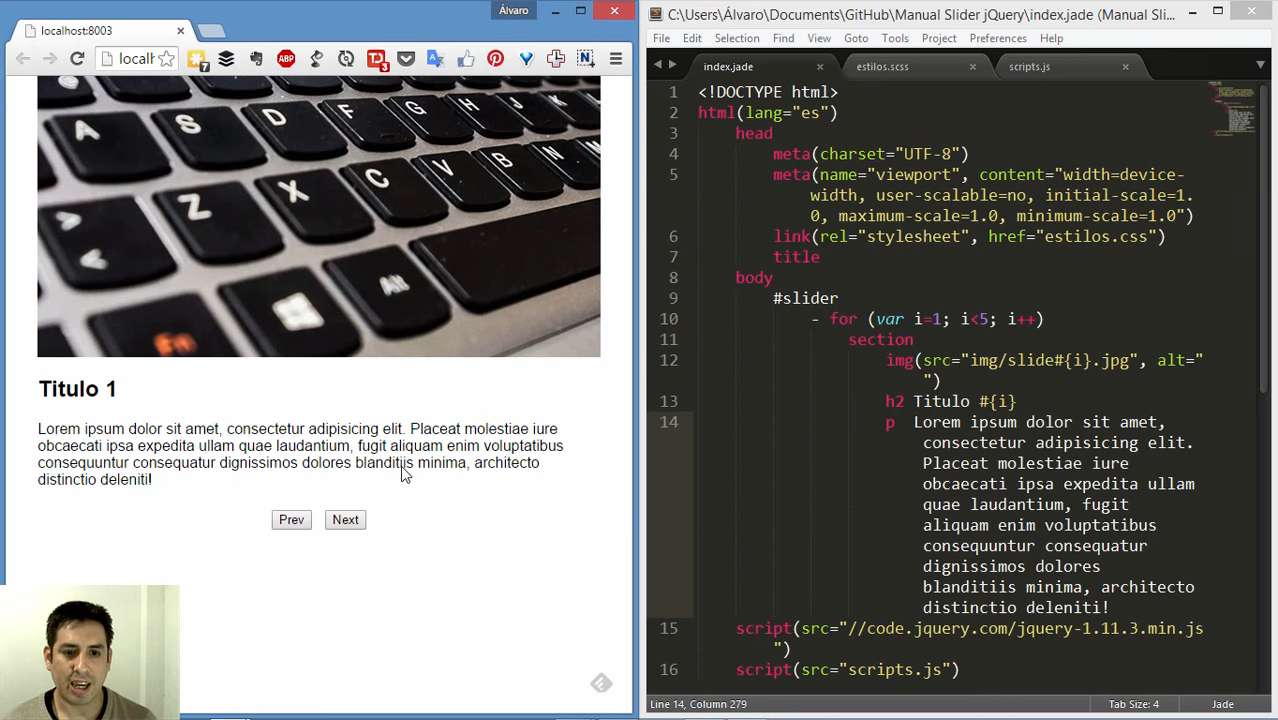 Álvaro
localhost:8003
localh
7
ABP
3
A S D F G H J K
Z X C V B N M
Alt
Fn
Titulo 1
Lorem ipsum dolor sit amet, consectetur adipisicing elit. Placeat molestiae iure
obcaecati ipsa expedita ullam quae laudantium, fugit aliquam enim voluptatibus
consequuntur consequatur dignissimos dolores blanditiis minima, architecto
distinctio deleniti!
Prev Next
C:\Users\Álvaro\Documents\GitHub\Manual Slider jQuery\index.jade (Manual Sli...
File Edit Selection Find View Goto Tools Project Preferences Help
index.jade estilos.scss scripts.js
1 <!DOCTYPE html>
2 html(lang="es")
3 head
4 meta(charset="UTF-8")
5 meta(name="viewport", content="width=device-
width, user-scalable=no, initial-scale=1.
0, maximum-scale=1.0, minimum-scale=1.0")
6 link(rel="stylesheet", href="estilos.css")
7 title
8 body
9 #slider
10 - for (var i=1; i<5; i++)
11 section
12 img(src="img/slide#{i}.jpg", alt="
")
13 h2 Titulo #{i}
14 p Lorem ipsum dolor sit amet,
consectetur adipisicing elit.
Placeat molestiae iure
obcaecati ipsa expedita ullam
quae laudantium, fugit
aliquam enim voluptatibus
consequuntur consequatur
dignissimos dolores
blanditiis minima, architecto
distinctio deleniti!
15 script(src="//code.jquery.com/jquery-1.11.3.min.js
")
16 script(src="scripts.js")
Line 14, Column 279 Tab Size: 4 Jade